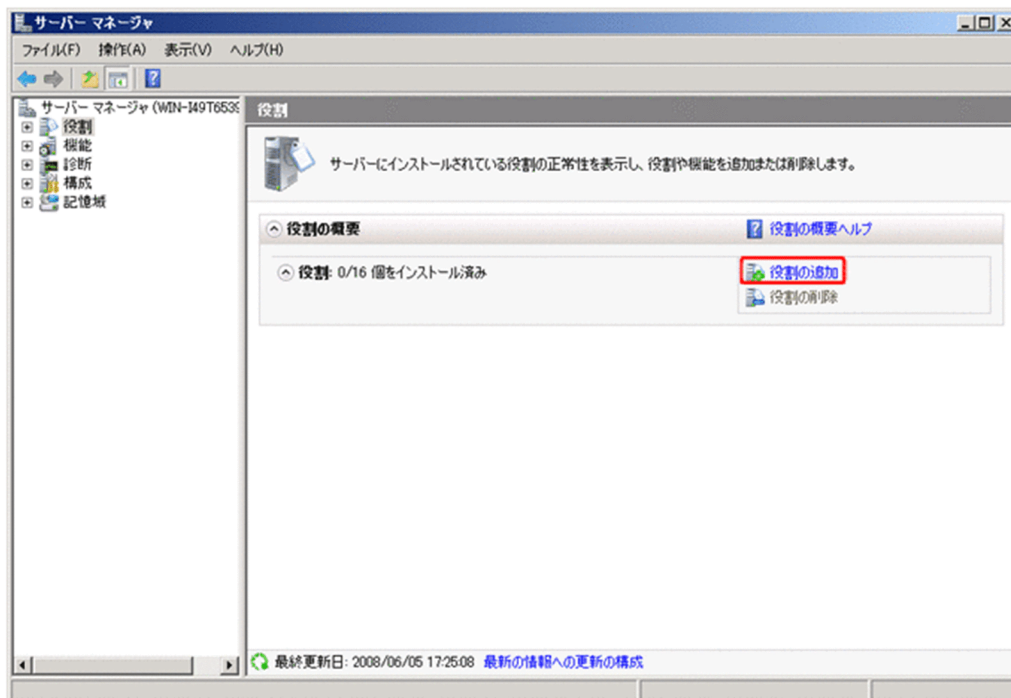 サーバー マネージャ
ファイル(F) 操作(A) 表示(V) ヘルプ(H)
サーバー マネージャ (WIN-I49T6539
役割
機能
診断
構成
記憶域
役割
サーバーにインストールされている役割の正常性を表示し、役割や機能を追加または削除します。
役割の概要
役割の概要ヘルプ
役割: 0/16 個をインストール済み
役割の追加
役割の削除
最終更新日: 2008/06/05 17:25:08 最新の情報への更新の構成